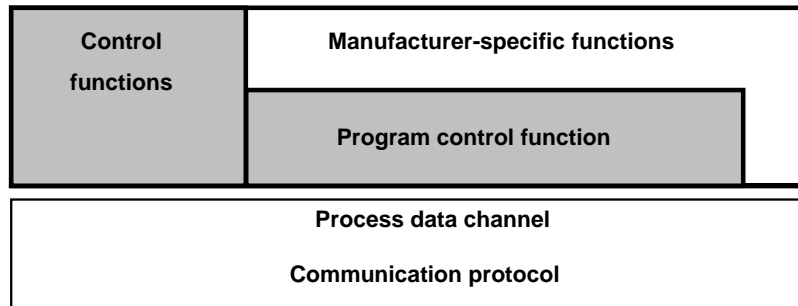 Control
functions
Manufacturer-specific functions
Program control function
Process data channel
Communication protocol